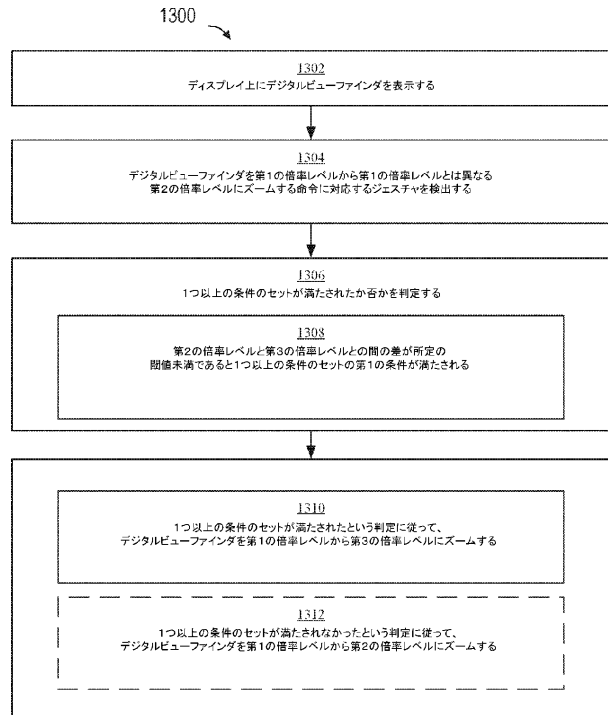 1300
1302
ディスプレイ上にデジタルビューファインダを表示する
1304
デジタルビューファインダを第1の倍率レベルから第1の倍率レベルとは異なる
第2の倍率レベルにズームする命令に対応するジェスチャを検出する
1306
1つ以上の条件のセットが満たされたか否かを判定する
1308
第2の倍率レベルと第3の倍率レベルとの間の差が所定の
閾値未満であると1つ以上の条件のセットの第1の条件が満たされる
1310
1つ以上の条件のセットが満たされたという判定に従って、
デジタルビューファインダを第1の倍率レベルから第3の倍率レベルにズームする
1312
1つ以上の条件のセットが満たされなかったという判定に従って、
デジタルビューファインダを第1の倍率レベルから第2の倍率レベルにズームする